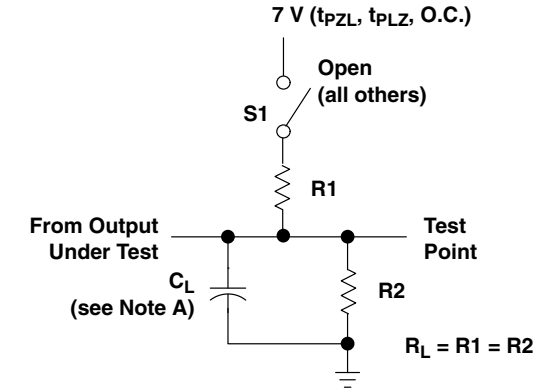 7 V (tPZL, tPLZ, O.C.)
Open
(all others)
S1
R1
From Output
Under Test
Test
Point
CL
(see Note A)
R2
RL = R1 = R2